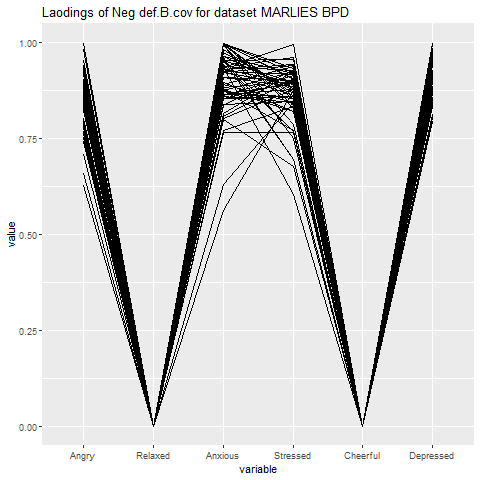 Laodings of Neg def.B.cov for dataset MARLIES BPD
1.00
0.75
0.50
0.25
0.00
value
Angry Relaxed Anxious Stressed Cheerful Depressed
variable